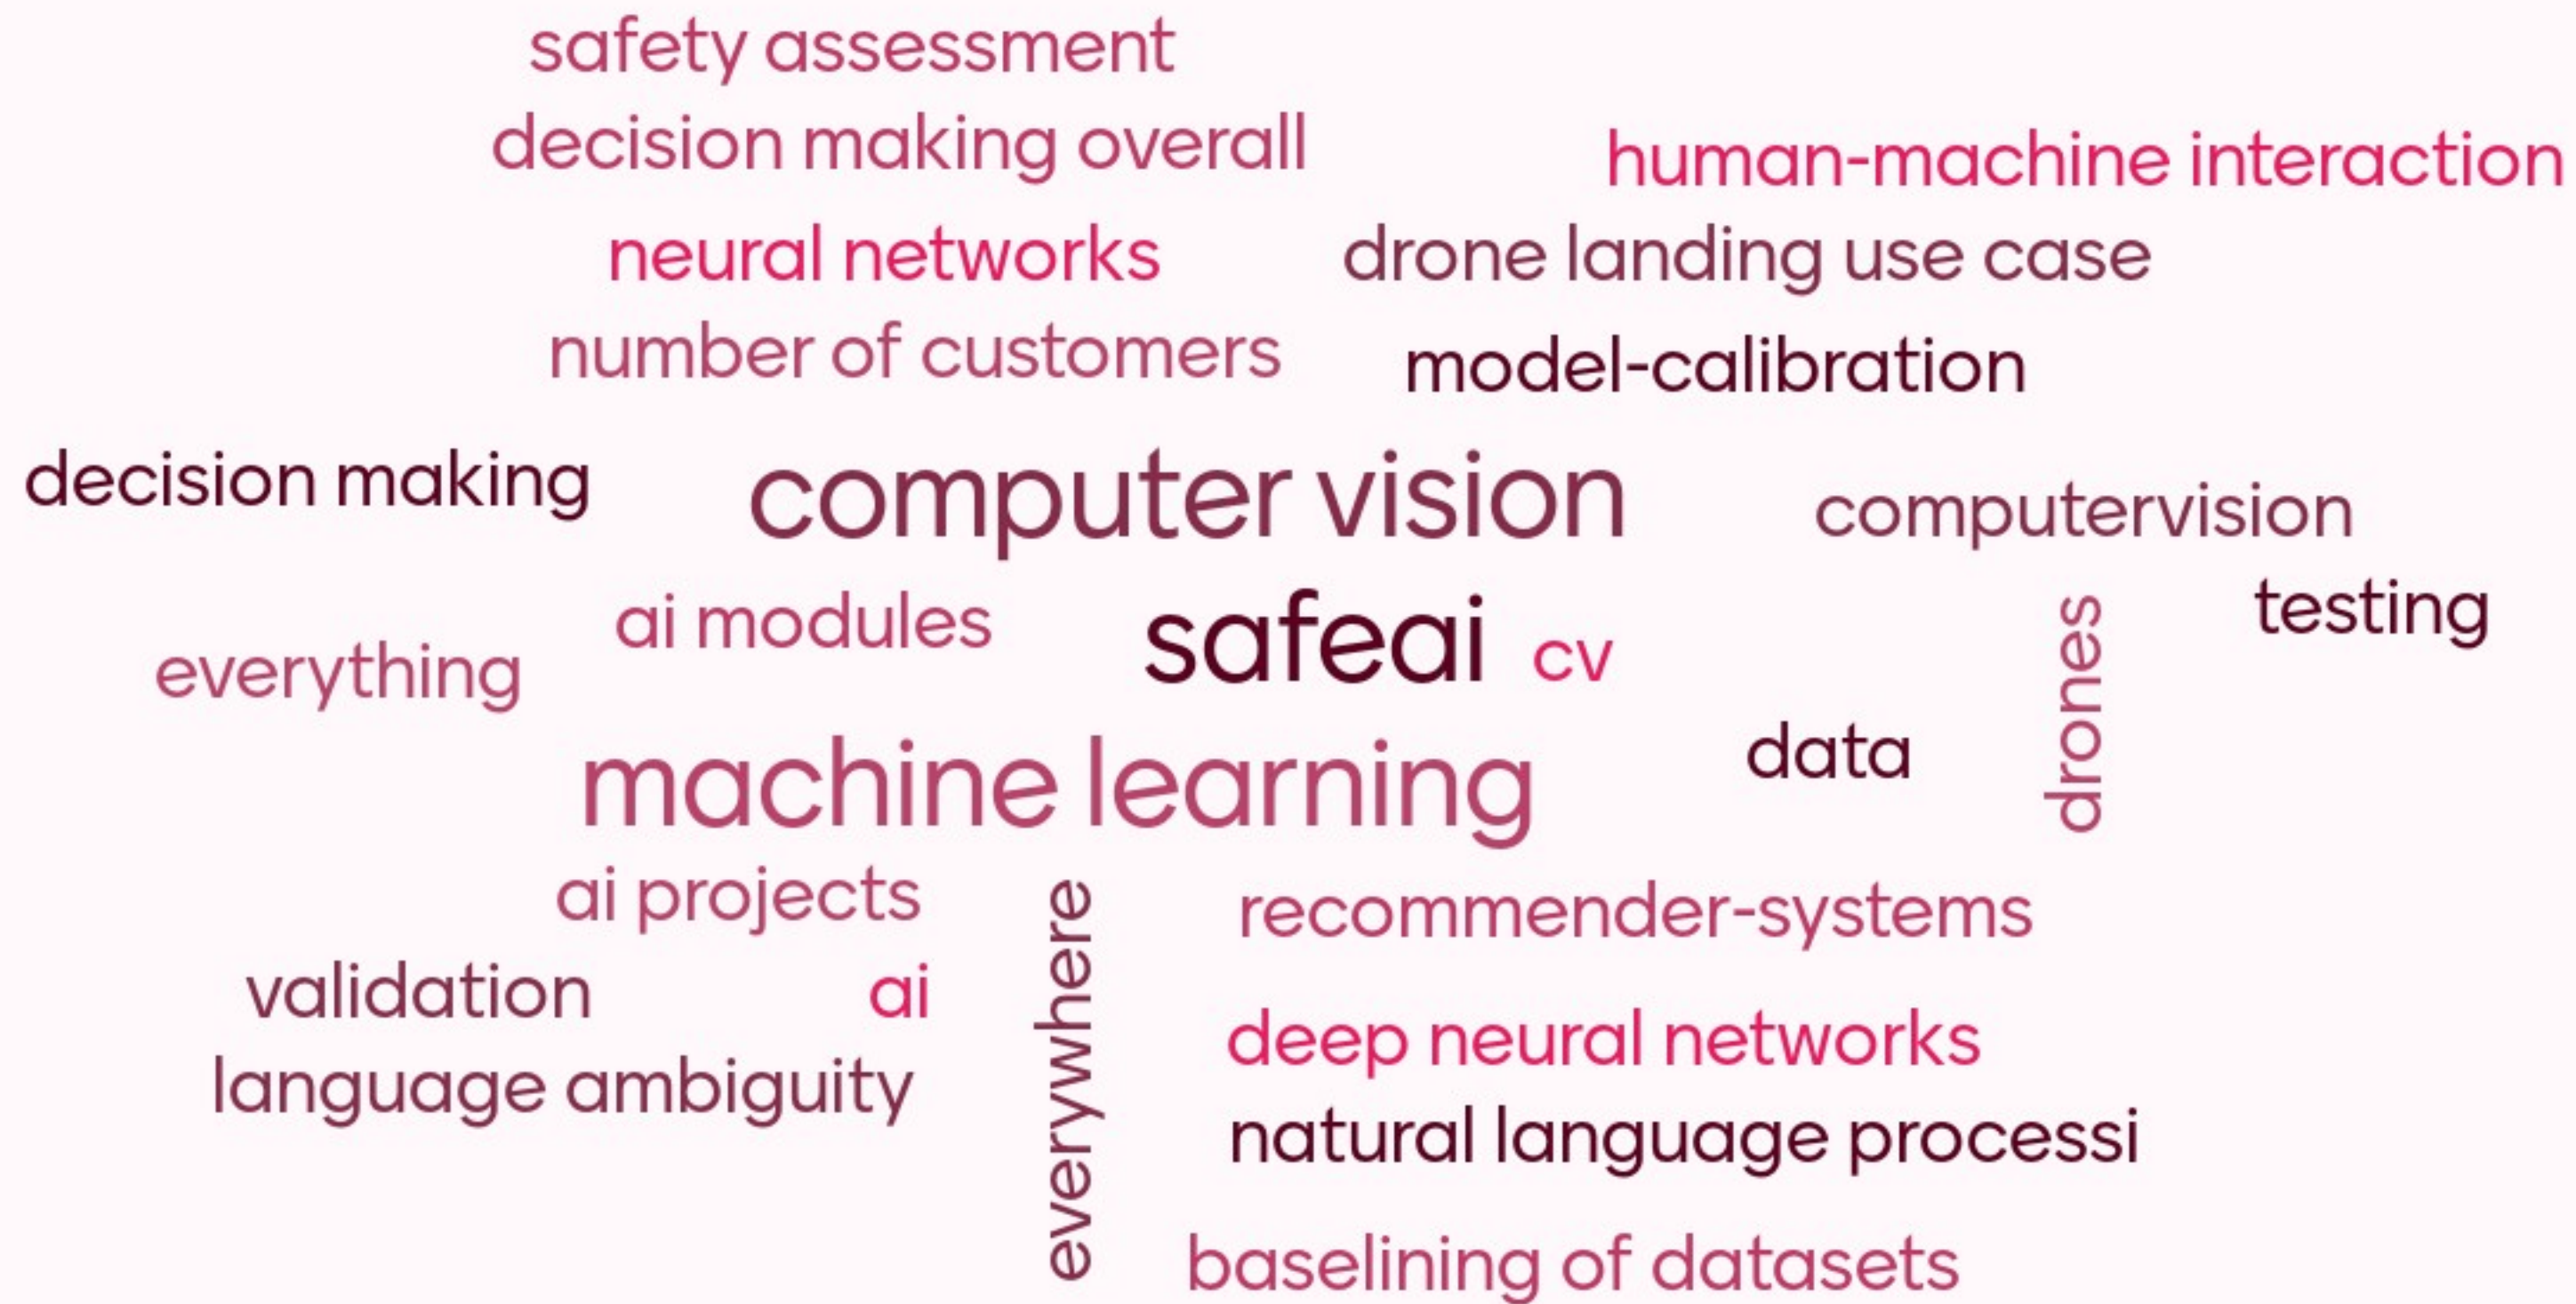 safety assessment
decision making overall
human-machine interaction
neural networks
drone landing use case
number of customers
model-calibration
decision making
computer vision
computervision
ai modules
safeai
cv
testing
everything
drones
machine learning
data
ai projects
everywhere
recommender-systems
validation
ai
deep neural networks
language ambiguity
natural language processi
baselining of datasets